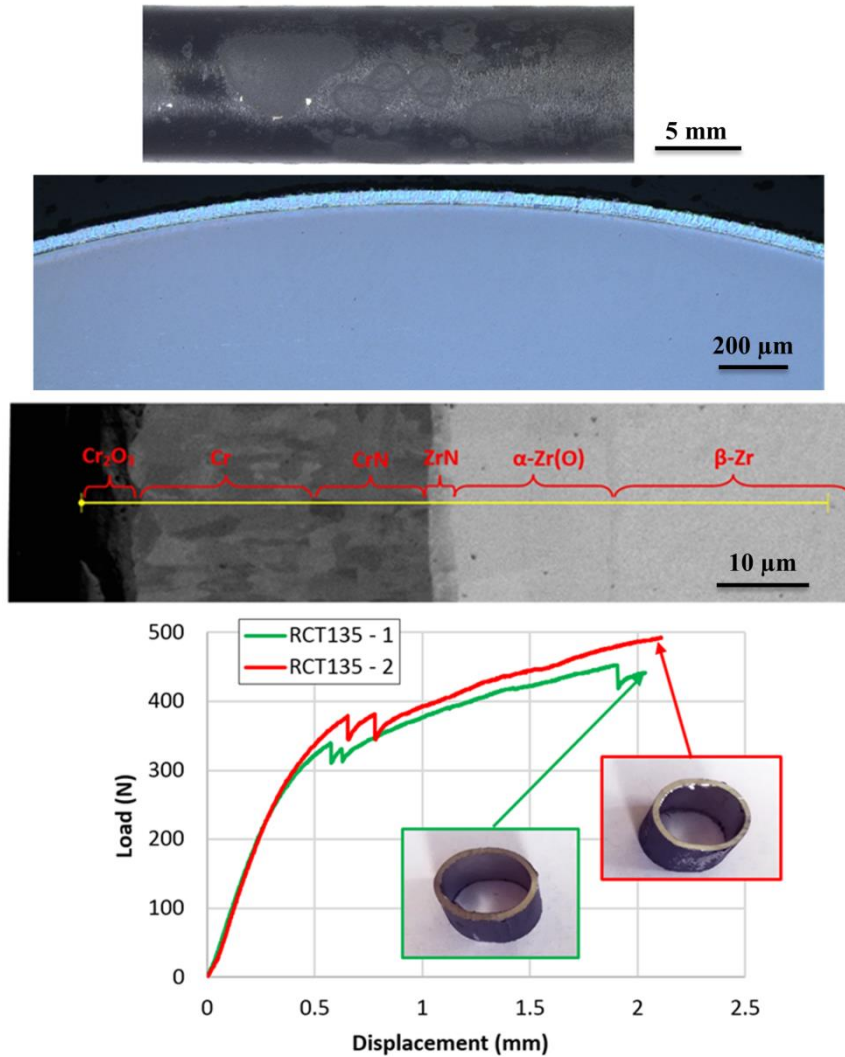 5 mm
200 µm
Cr₂O₃ Cr CrN ZrN α-Zr(O) β-Zr
10 µm
500
400
300
200
100
0
Load (N)
RCT135 - 1
RCT135 - 2
0 0.5 1 1.5 2 2.5
Displacement (mm)